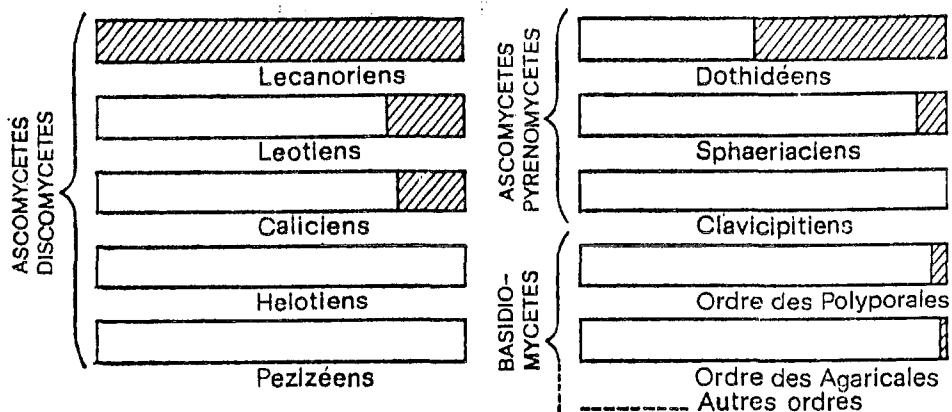 ASCOMYCETES
DISCOMYCETES
Lecanoriens
Leotiens
Caliciens
Helotiens
Pezizéens
ASCOMYCETES
PYRENOMYCETES
Dothidéens
Sphaeriaciens
Clavicipitiens
BASIDIO-
MYCETES
Ordre des Polyporales
Ordre des Agaricales
Autres ordres